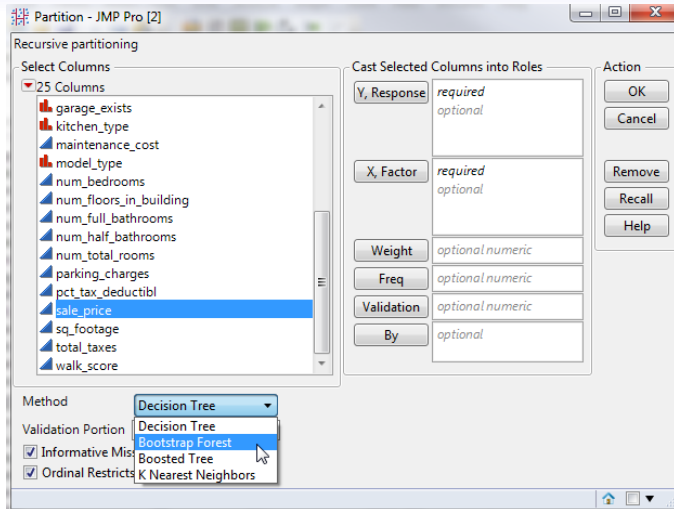 Partition - JMP Pro [2]
Recursive partitioning
Select Columns
25 Columns
garage_exists
kitchen_type
maintenance_cost
model_type
num_bedrooms
num_floors_in_building
num_full_bathrooms
num_half_bathrooms
num_total_rooms
parking_charges
pct_tax_deductibl
sale_price
sq_footage
total_taxes
walk_score
Cast Selected Columns into Roles
Y, Response
required
optional
X, Factor
required
optional
Weight
optional numeric
Freq
optional numeric
Validation
optional numeric
By
optional
Action
OK
Cancel
Remove
Recall
Help
Method
Decision Tree
Validation Portion
Decision Tree
Bootstrap Forest
Boosted Tree
K Nearest Neighbors
Informative Miss
Ordinal Restricts